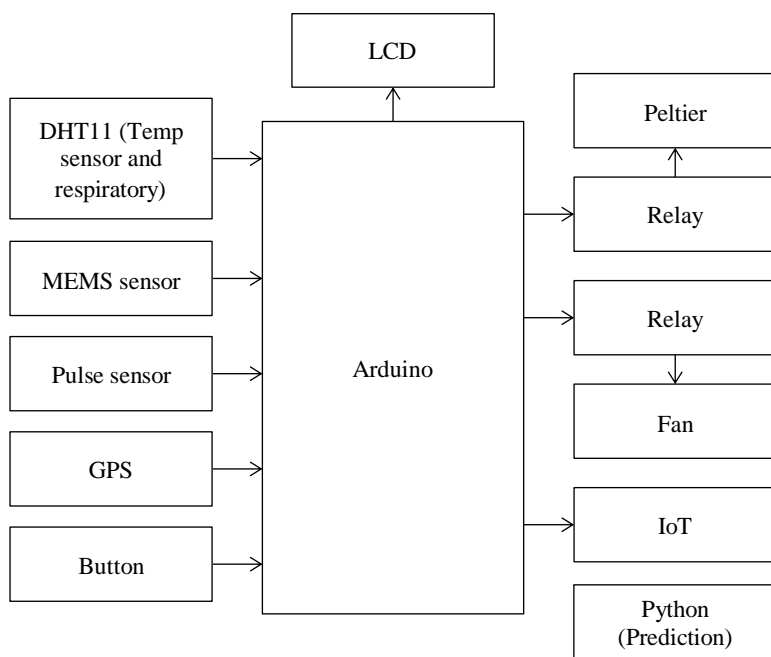 LCD
DHT11 (Temp
sensor and
respiratory)
MEMS sensor
Pulse sensor
GPS
Button
Arduino
Peltier
Relay
Relay
Fan
IoT
Python
(Prediction)